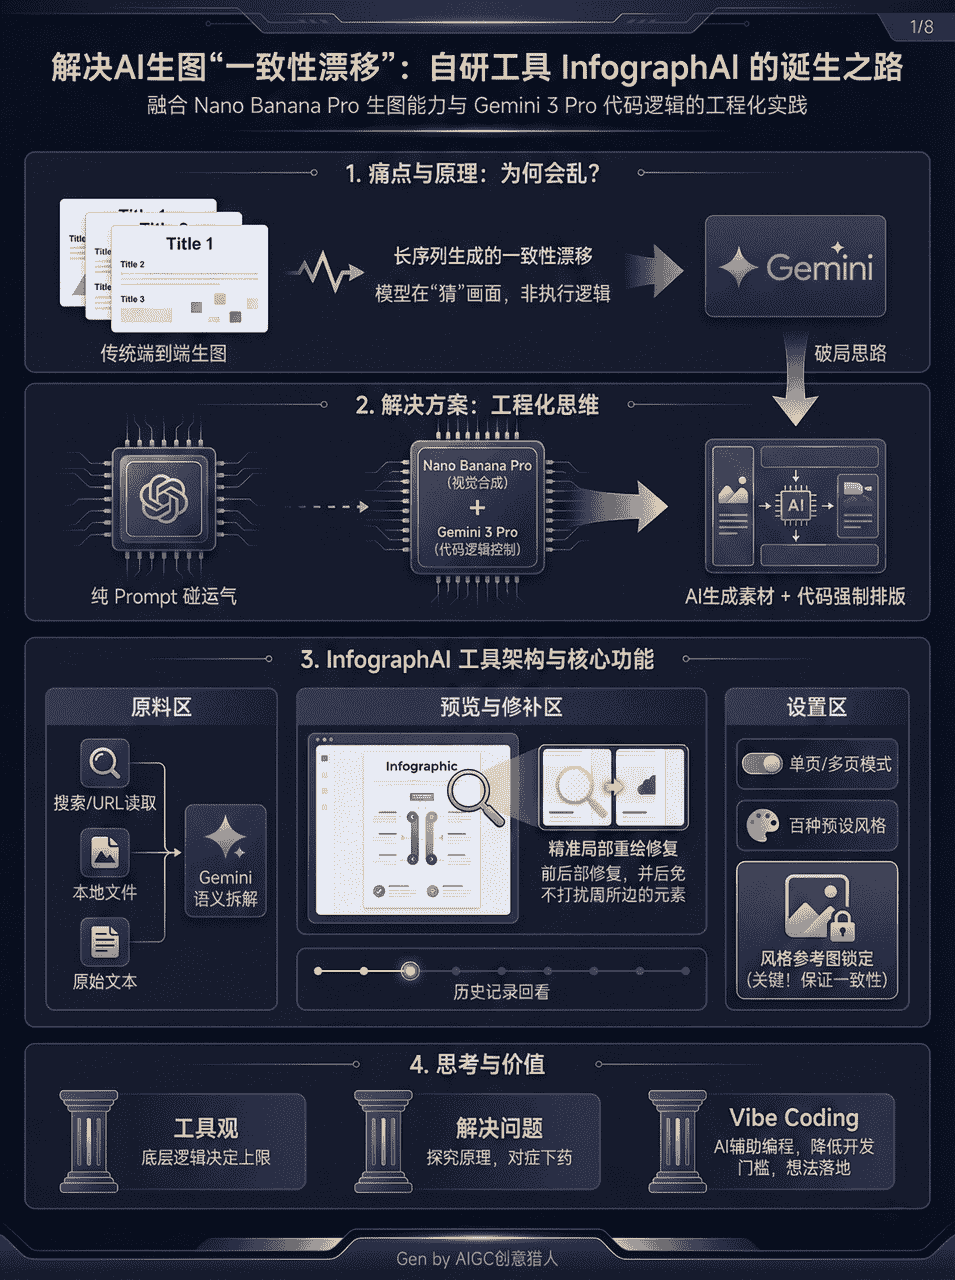 1/8
解决AI生图“一致性漂移”：自研工具 InfographAI 的诞生之路
融合 Nano Banana Pro 生图能力与 Gemini 3 Pro 代码逻辑的工程化实践
1. 痛点与原理：为何会乱？
Title 1
Title 2
Title 3
传统端到端生图
长序列生成的一致性漂移
模型在“猜”画面，非执行逻辑
Gemini
破局思路
2. 解决方案：工程化思维
纯 Prompt 碰运气
Nano Banana Pro
(视觉合成)
+
Gemini 3 Pro
(代码逻辑控制)
AI
AI生成素材 + 代码强制排版
3. InfographAI 工具架构与核心功能
原料区
搜索/URL读取
本地文件
原始文本
Gemini
语义拆解
预览与修补区
Infographic
精准局部重绘修复
前后部修复，并后免
不打扰周所边的元素
历史记录回看
设置区
单页/多页模式
百种预设风格
风格参考图锁定
(关键！保证一致性)
4. 思考与价值
工具观
底层逻辑决定上限
解决问题
探究原理，对症下药
Vibe Coding
AI辅助编程，降低开发
门槛，想法落地
Gen by AIGC创意猎人